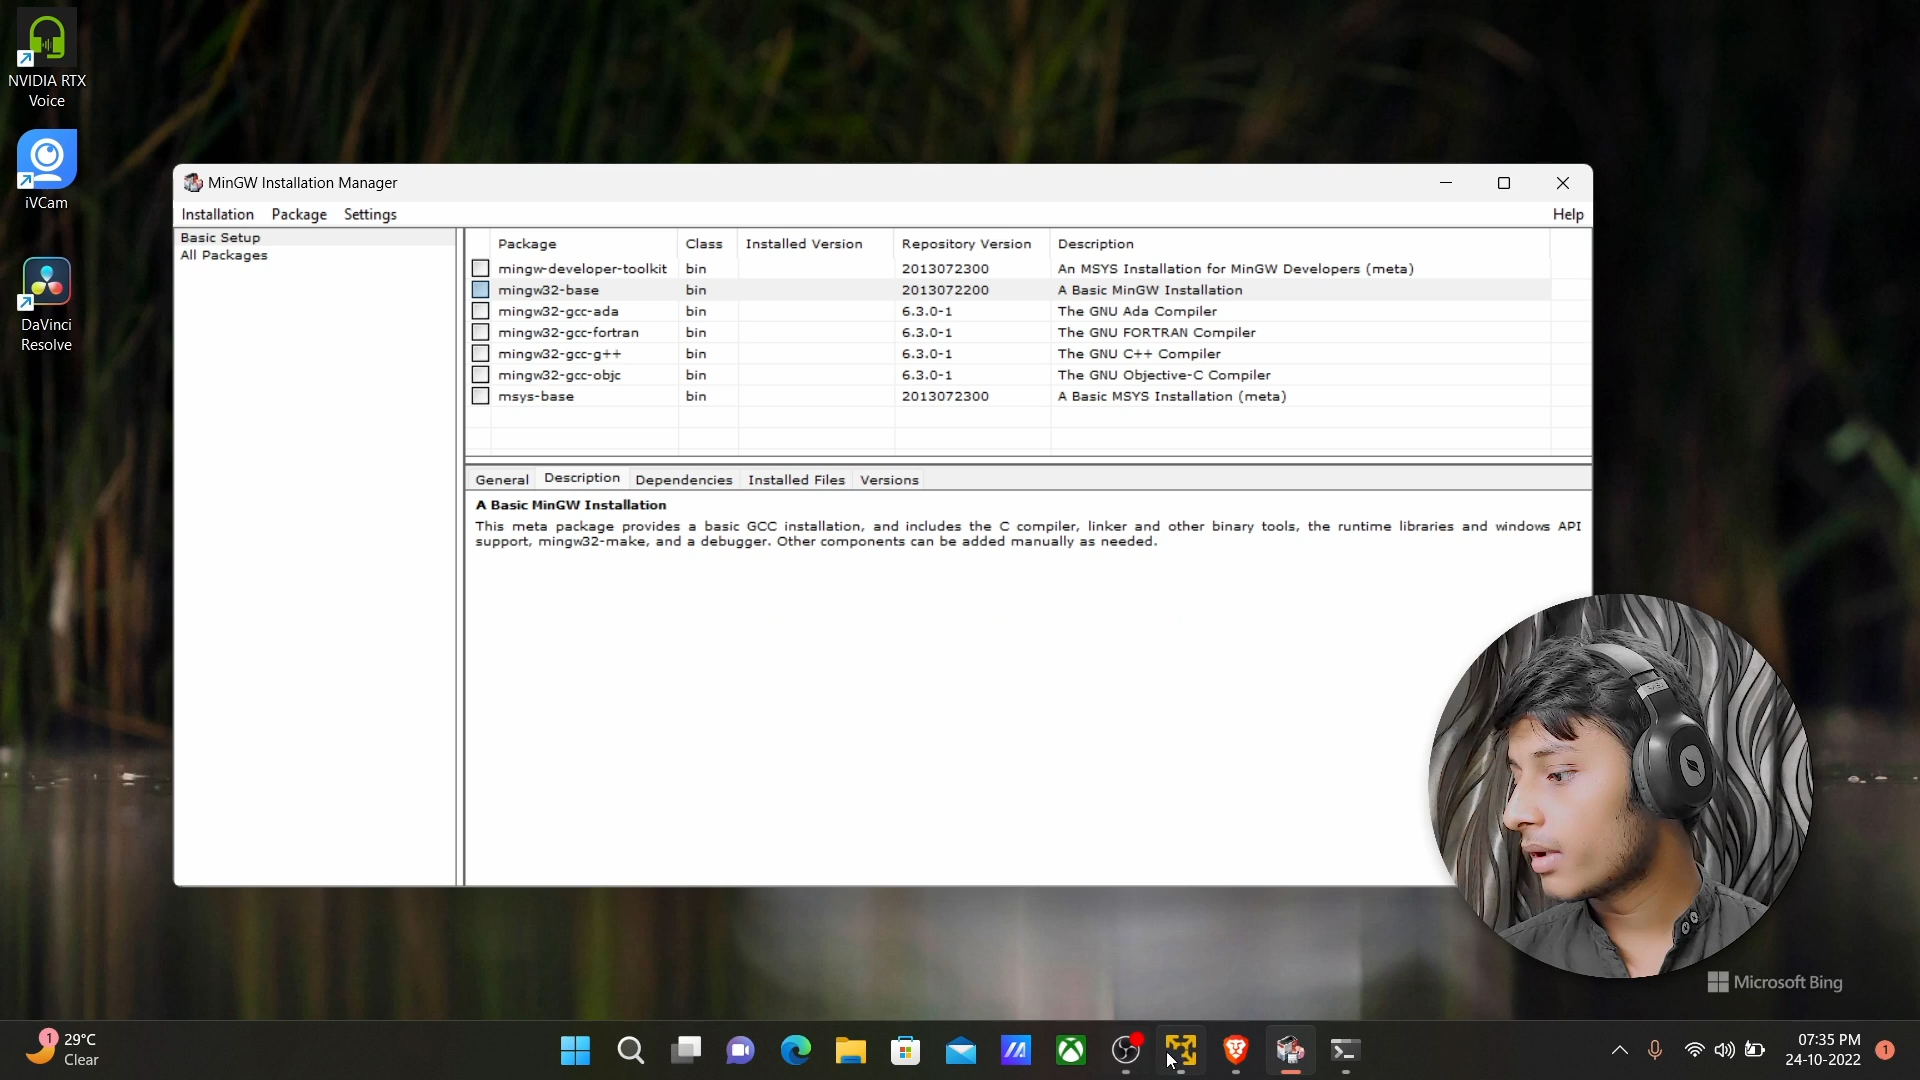 NVIDIA RTX
Voice
iVCam
DaVinci
Resolve
MinGW Installation Manager
Installation Package Settings Help
Basic Setup
All Packages
Package Class Installed Version Repository Version Description
mingw-developer-toolkit bin 2013072300 An MSYS Installation for MinGW Developers (meta)
mingw32-base bin 2013072200 A Basic MinGW Installation
mingw32-gcc-ada bin 6.3.0-1 The GNU Ada Compiler
mingw32-gcc-fortran bin 6.3.0-1 The GNU FORTRAN Compiler
mingw32-gcc-g++ bin 6.3.0-1 The GNU C++ Compiler
mingw32-gcc-objc bin 6.3.0-1 The GNU Objective-C Compiler
msys-base bin 2013072300 A Basic MSYS Installation (meta)
General Description Dependencies Installed Files Versions
A Basic MinGW Installation
This meta package provides a basic GCC installation, and includes the C compiler, linker and other binary tools, the runtime libraries and windows API
support, mingw32-make, and a debugger. Other components can be added manually as needed.
Microsoft Bing
1 29°C
Clear
07:35 PM
24-10-2022
1